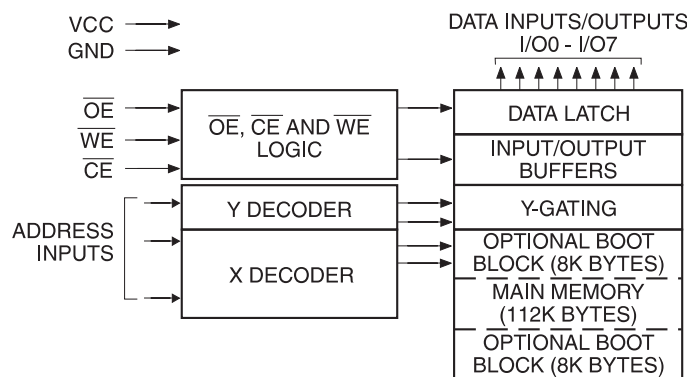 VCC
GND
DATA INPUTS/OUTPUTS
I/O0 - I/O7
OE
WE
CE
OE, CE AND WE
LOGIC
DATA LATCH
INPUT/OUTPUT
BUFFERS
ADDRESS
INPUTS
Y DECODER
Y-GATING
X DECODER
OPTIONAL BOOT
BLOCK (8K BYTES)
MAIN MEMORY
(112K BYTES)
OPTIONAL BOOT
BLOCK (8K BYTES)